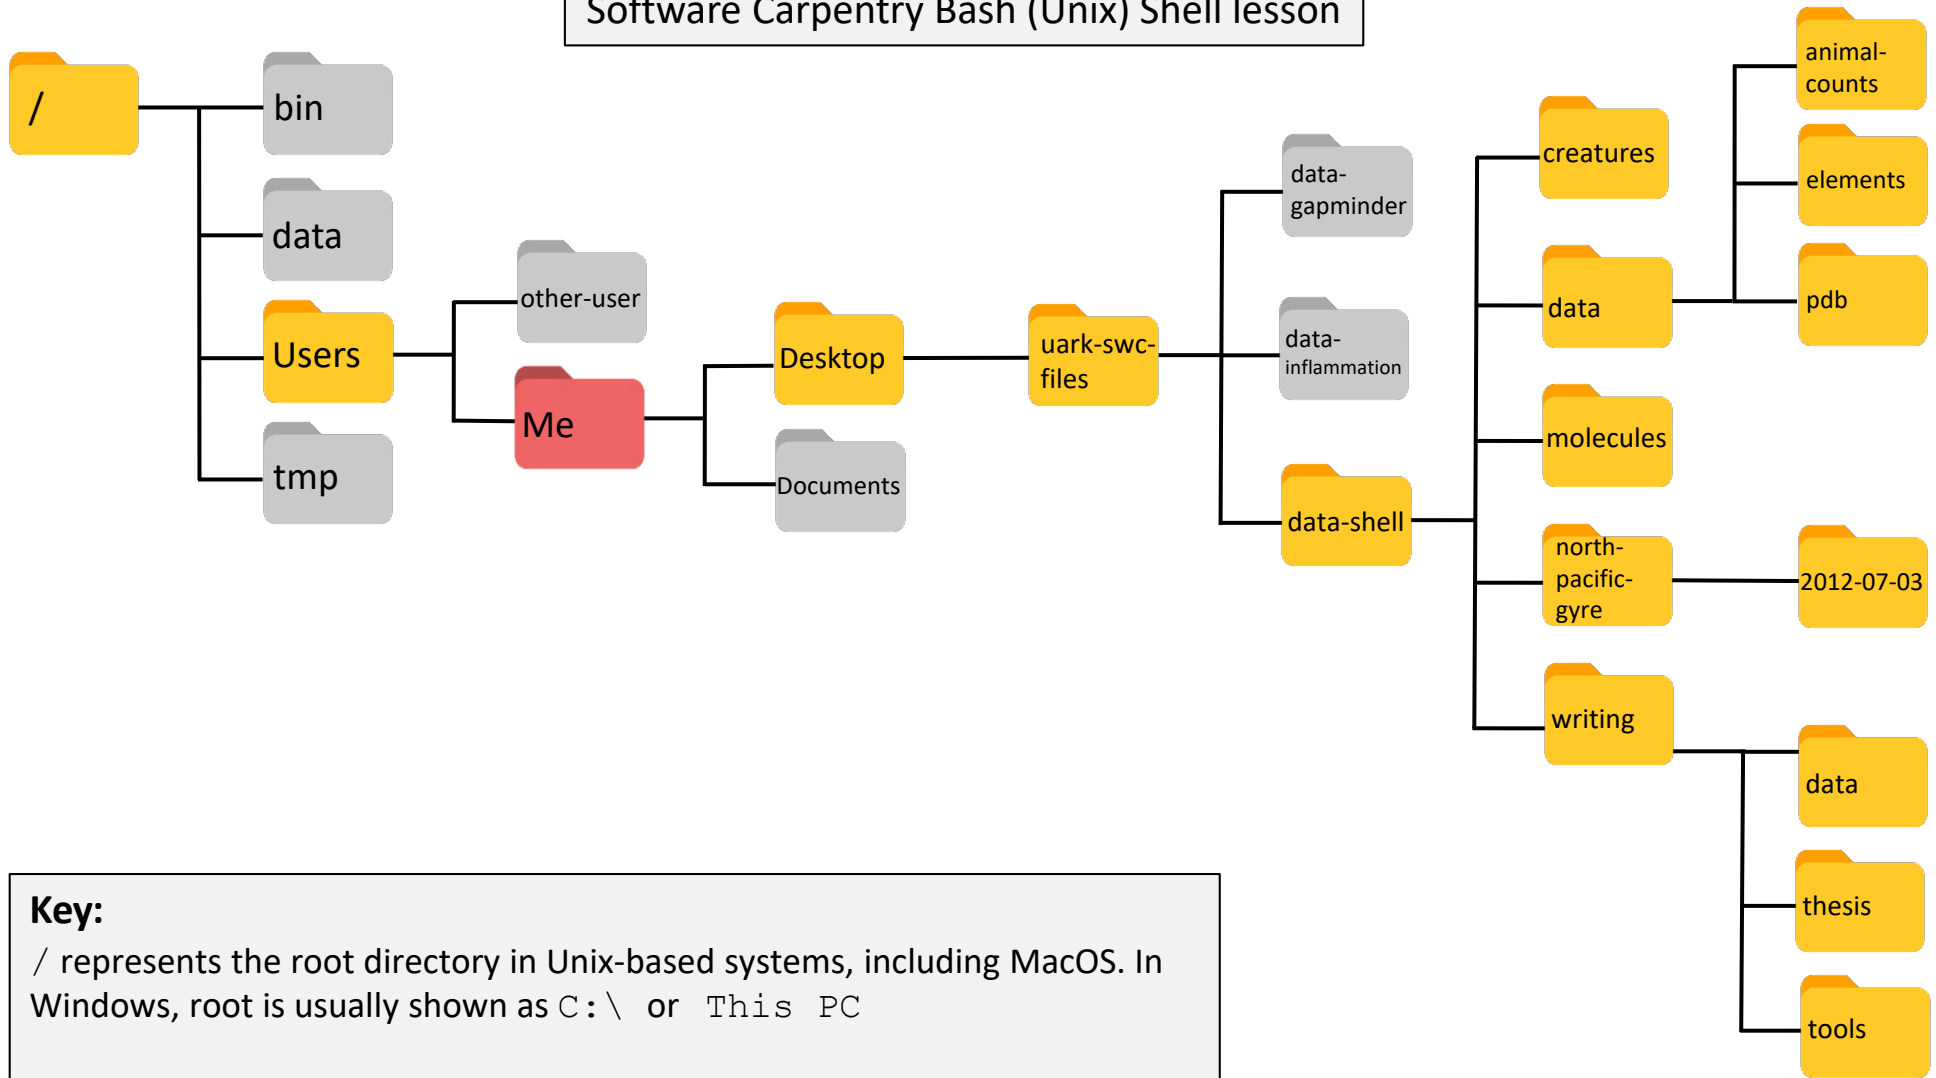 Software Carpentry Bash (Unix) Shell lesson
/
bin
data
Users
tmp
other-user
Me
Desktop
Documents
uark-swc-
files
data-
gapminder
data-
inflammation
data-shell
creatures
data
molecules
north-
pacific-
gyre
writing
animal-
counts
elements
pdb
2012-07-03
data
thesis
tools
Key:
/ represents the root directory in Unix-based systems, including MacOS. In
Windows, root is usually shown as C:\ or This PC